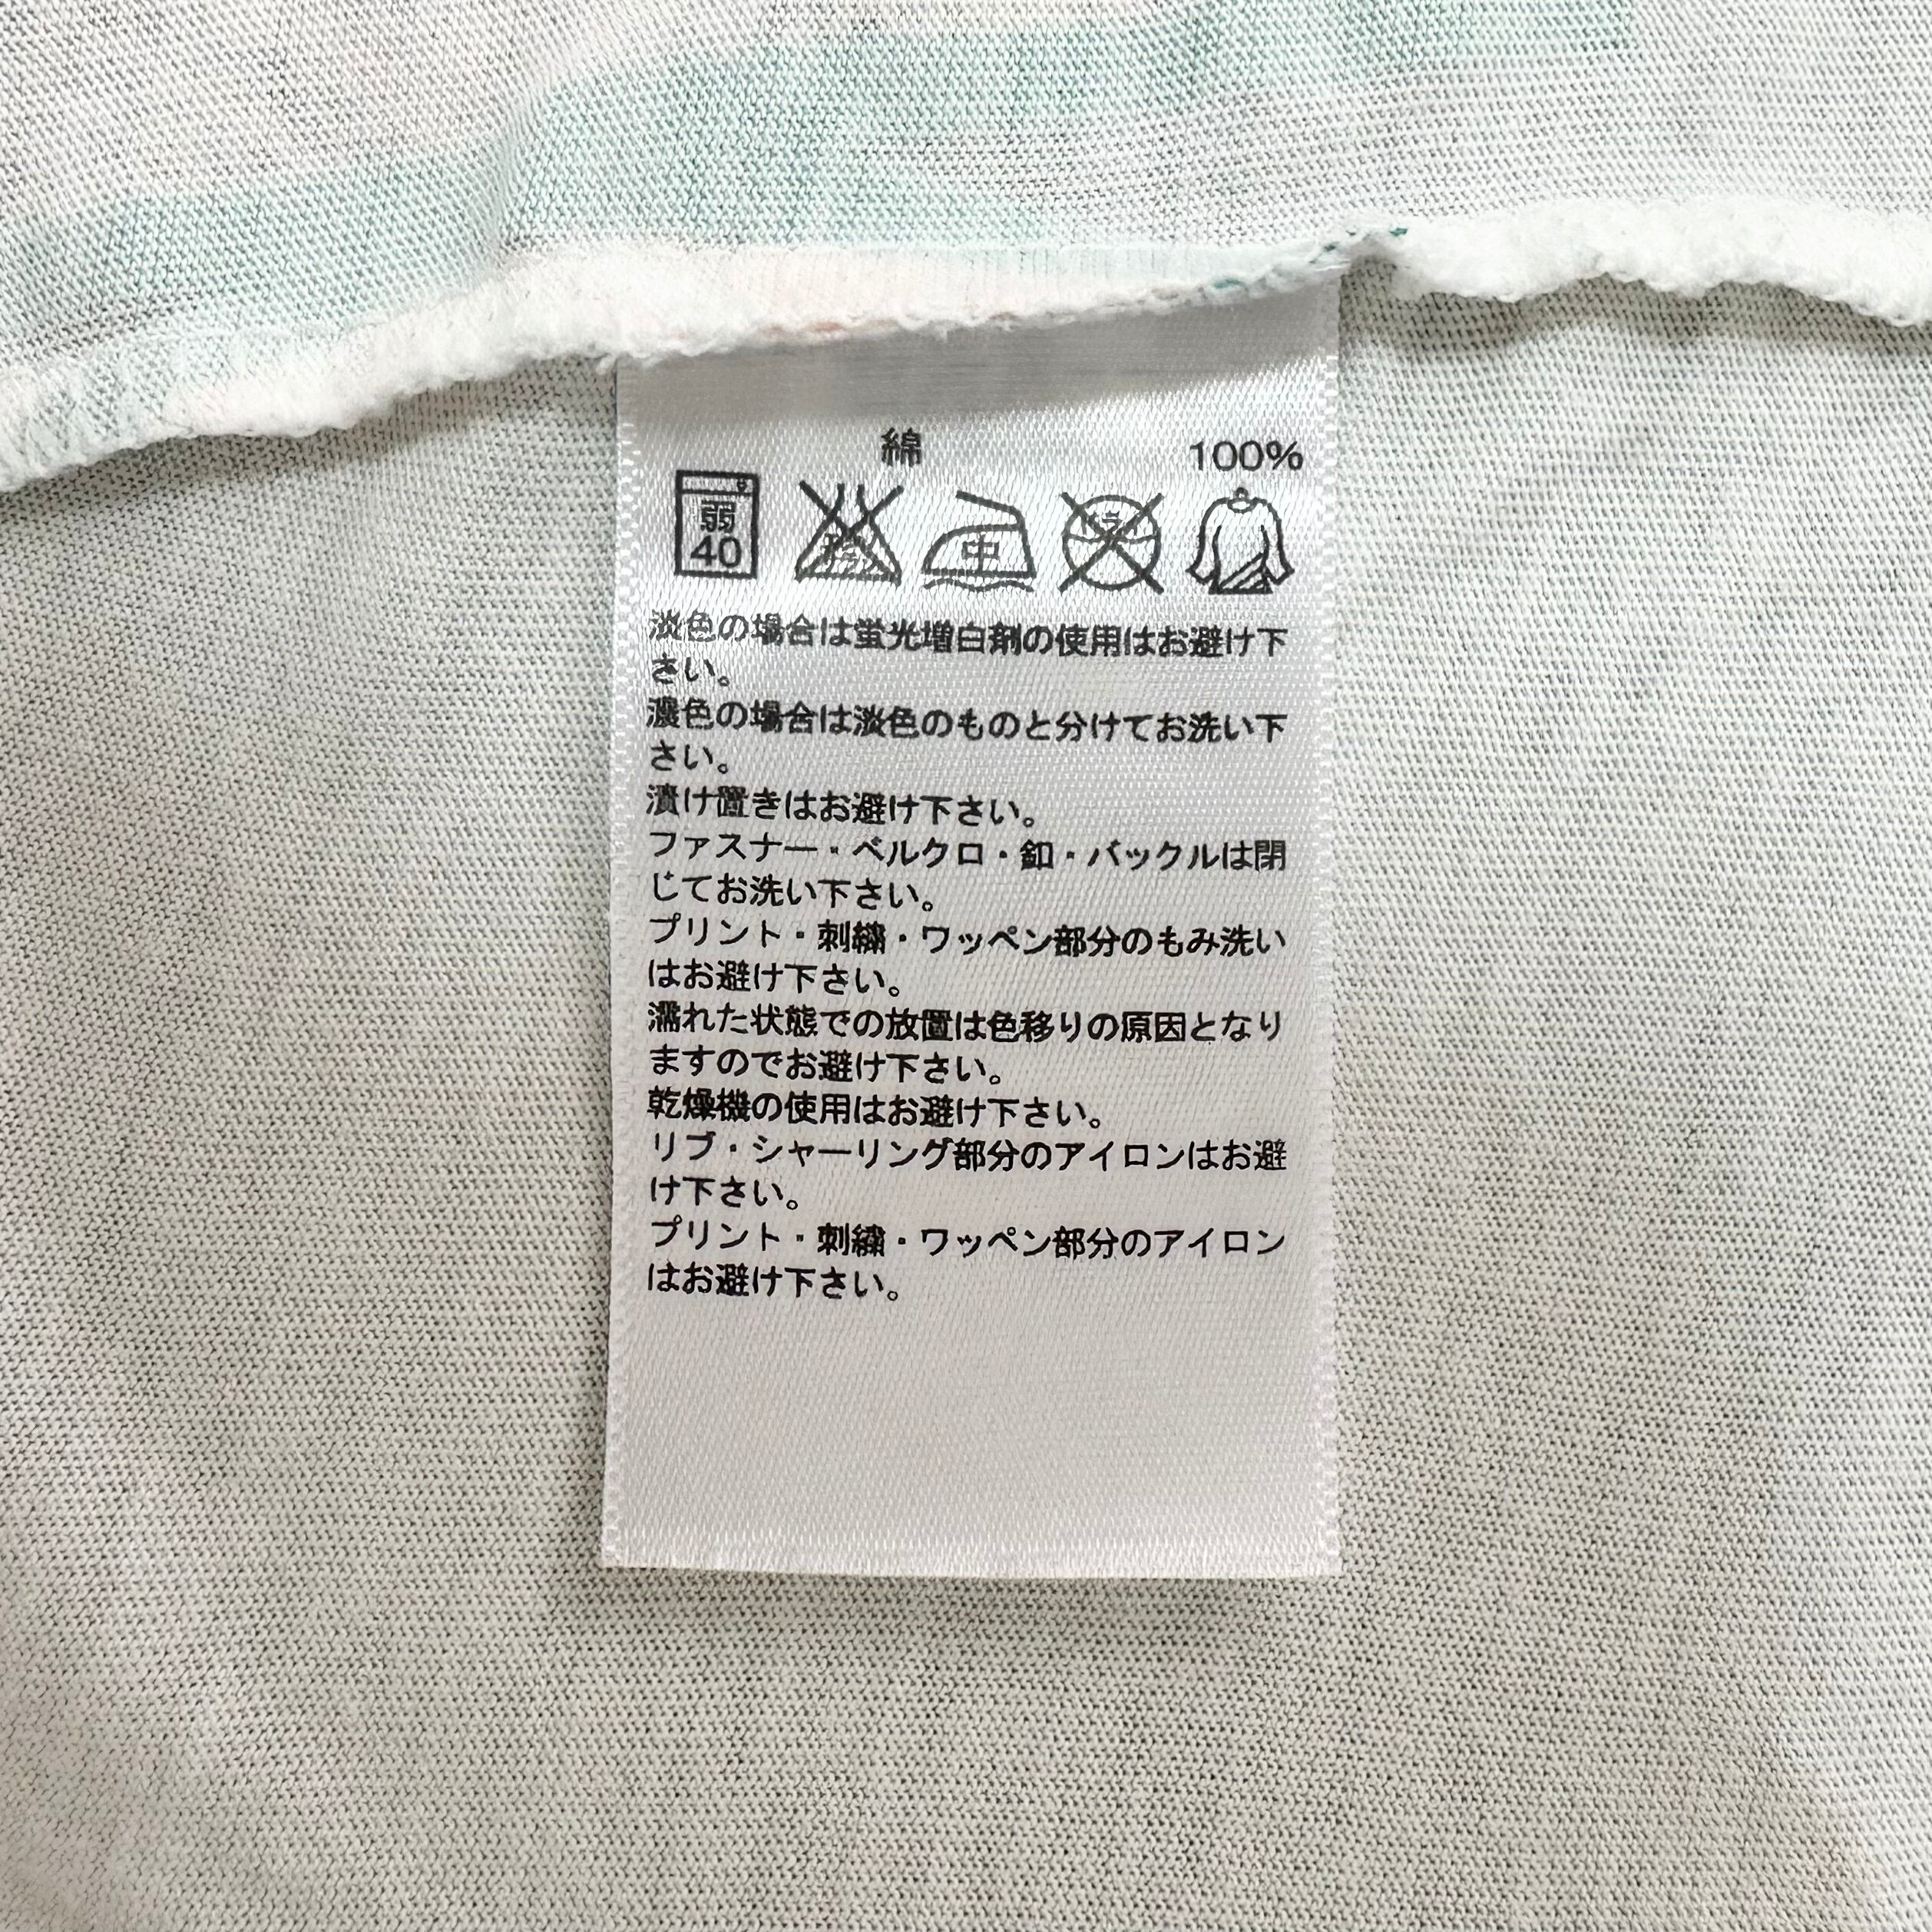 綿 100%
弱
40
中
淡色の場合は蛍光増白剤の使用はお避け下
さい。
濃色の場合は淡色のものと分けてお洗い下
さい。
漬け置きはお避け下さい。
ファスナー・ベルクロ・釦・バックルは閉
じてお洗い下さい。
プリント・刺繍・ワッペン部分のもみ洗い
はお避け下さい。
濡れた状態での放置は色移りの原因となり
ますのでお避け下さい。
乾燥機の使用はお避け下さい。
リブ・シャーリング部分のアイロンはお避
け下さい。
プリント・刺繍・ワッペン部分のアイロン
はお避け下さい。